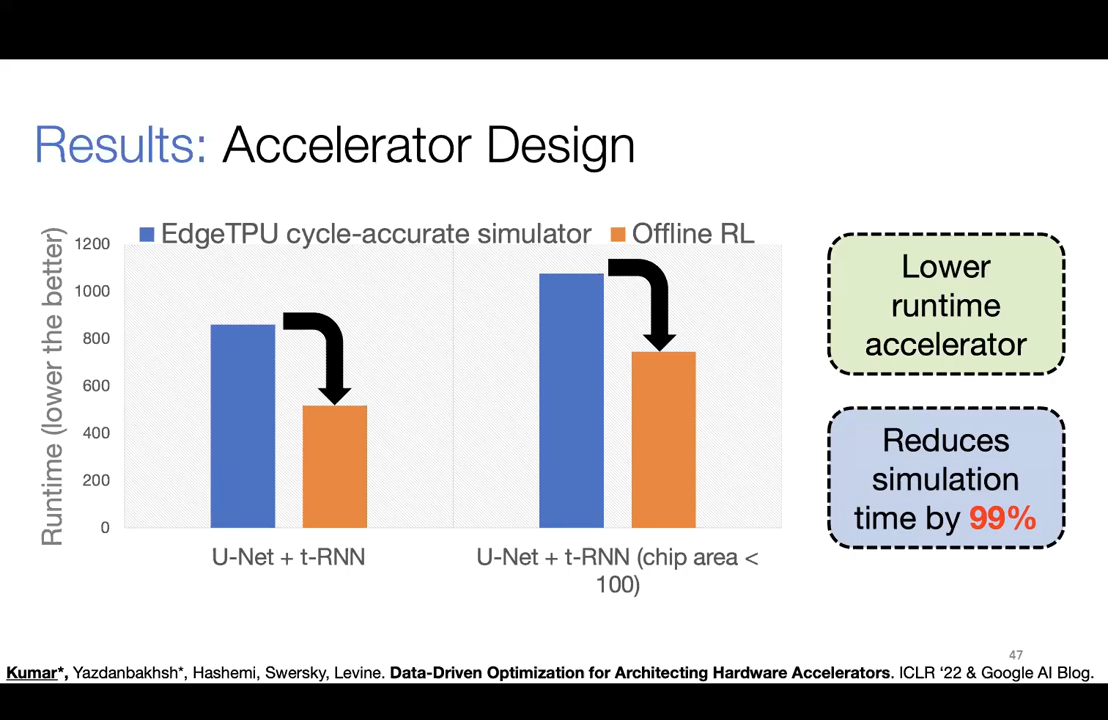 Results: Accelerator Design
EdgeTPU cycle-accurate simulator
Offline RL
Runtime (lower the better)
1200
1000
800
600
400
200
0
U-Net + t-RNN
U-Net + t-RNN (chip area <
100)
Lower
runtime
accelerator
Reduces
simulation
time by 99%
47
Kumar*, Yazdanbakhsh*, Hashemi, Swersky, Levine. Data-Driven Optimization for Architecting Hardware Accelerators. ICLR ‘22 & Google AI Blog.